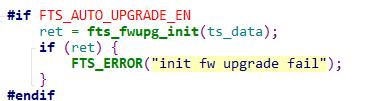 #if FTS_AUTO_UPGRADE_EN
    ret = fts_fwupg_init(ts_data);
    if (ret) {
        FTS_ERROR("init fw upgrade fail");
    }
#endif